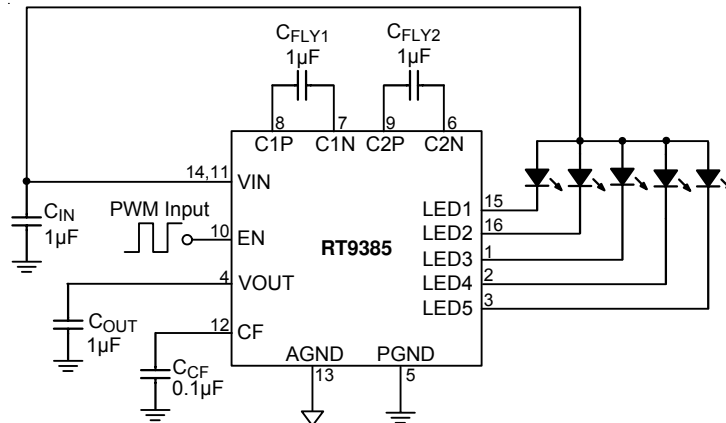 CFLY1
1µF
CFLY2
1µF
8
7
9
6
C1P
C1N
C2P
C2N
14,11
VIN
CIN
1µF
PWM Input
10
EN
RT9385
LED1
15
LED2
16
LED3
1
LED4
2
LED5
3
4
VOUT
COUT
1µF
12
CF
CCF
0.1µF
AGND
PGND
13
5